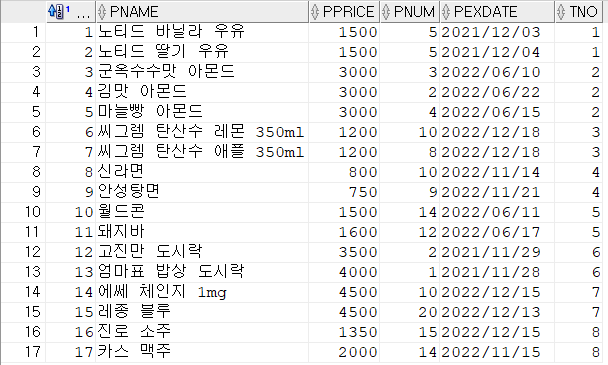 ... PNAME PPRICE PNUM PEXDATE TNO
1 1 노티드 바닐라 우유 1500 5 2021/12/03 1
2 2 노티드 딸기 우유 1500 5 2021/12/04 1
3 3 군옥수수맛 아몬드 3000 3 2022/06/10 2
4 4 김맛 아몬드 3000 2 2022/06/22 2
5 5 마늘빵 아몬드 3000 4 2022/06/15 2
6 6 씨그램 탄산수 레몬 350ml 1200 10 2022/12/18 3
7 7 씨그램 탄산수 애플 350ml 1200 8 2022/12/18 3
8 8 신라면 800 10 2022/11/14 4
9 9 안성탕면 750 9 2022/11/21 4
10 10 월드콘 1500 14 2022/06/11 5
11 11 돼지바 1600 12 2022/06/17 5
12 12 고진만 도시락 3500 2 2021/11/29 6
13 13 엄마표 밥상 도시락 4000 1 2021/11/28 6
14 14 에쎄 체인지 1mg 4500 10 2022/12/15 7
15 15 레종 블루 4500 20 2022/12/13 7
16 16 진로 소주 1350 15 2022/12/15 8
17 17 카스 맥주 2000 14 2022/11/15 8